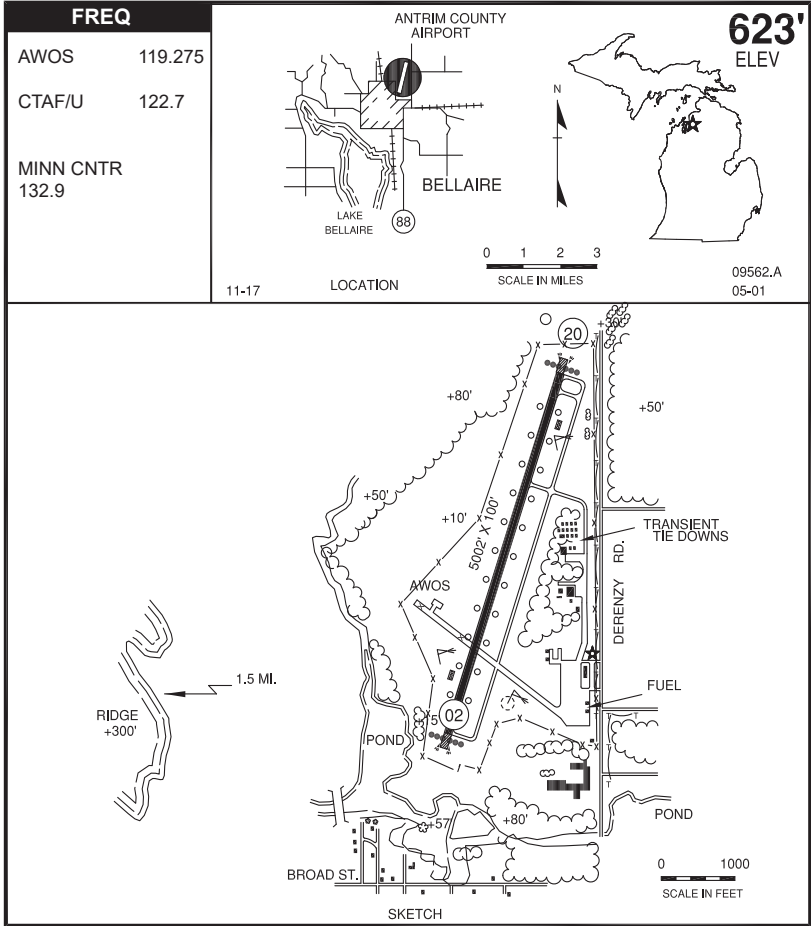 FREQ
AWOS 119.275
CTAF/U 122.7
MINN CNTR
132.9
ANTRIM COUNTY
AIRPORT
623'
ELEV
N
BELLAIRE
LAKE
BELLAIRE
88
0 1 2 3
SCALE IN MILES
11-17
LOCATION
09562.A
05-01
20
+80'
+50'
+50'
+10'
5002' X 100'
TRANSIENT
TIE DOWNS
DERENZY RD.
AWOS
1.5 MI.
RIDGE
+300'
FUEL
02
POND
POND
+57'
+80'
BROAD ST.
0 1000
SCALE IN FEET
SKETCH